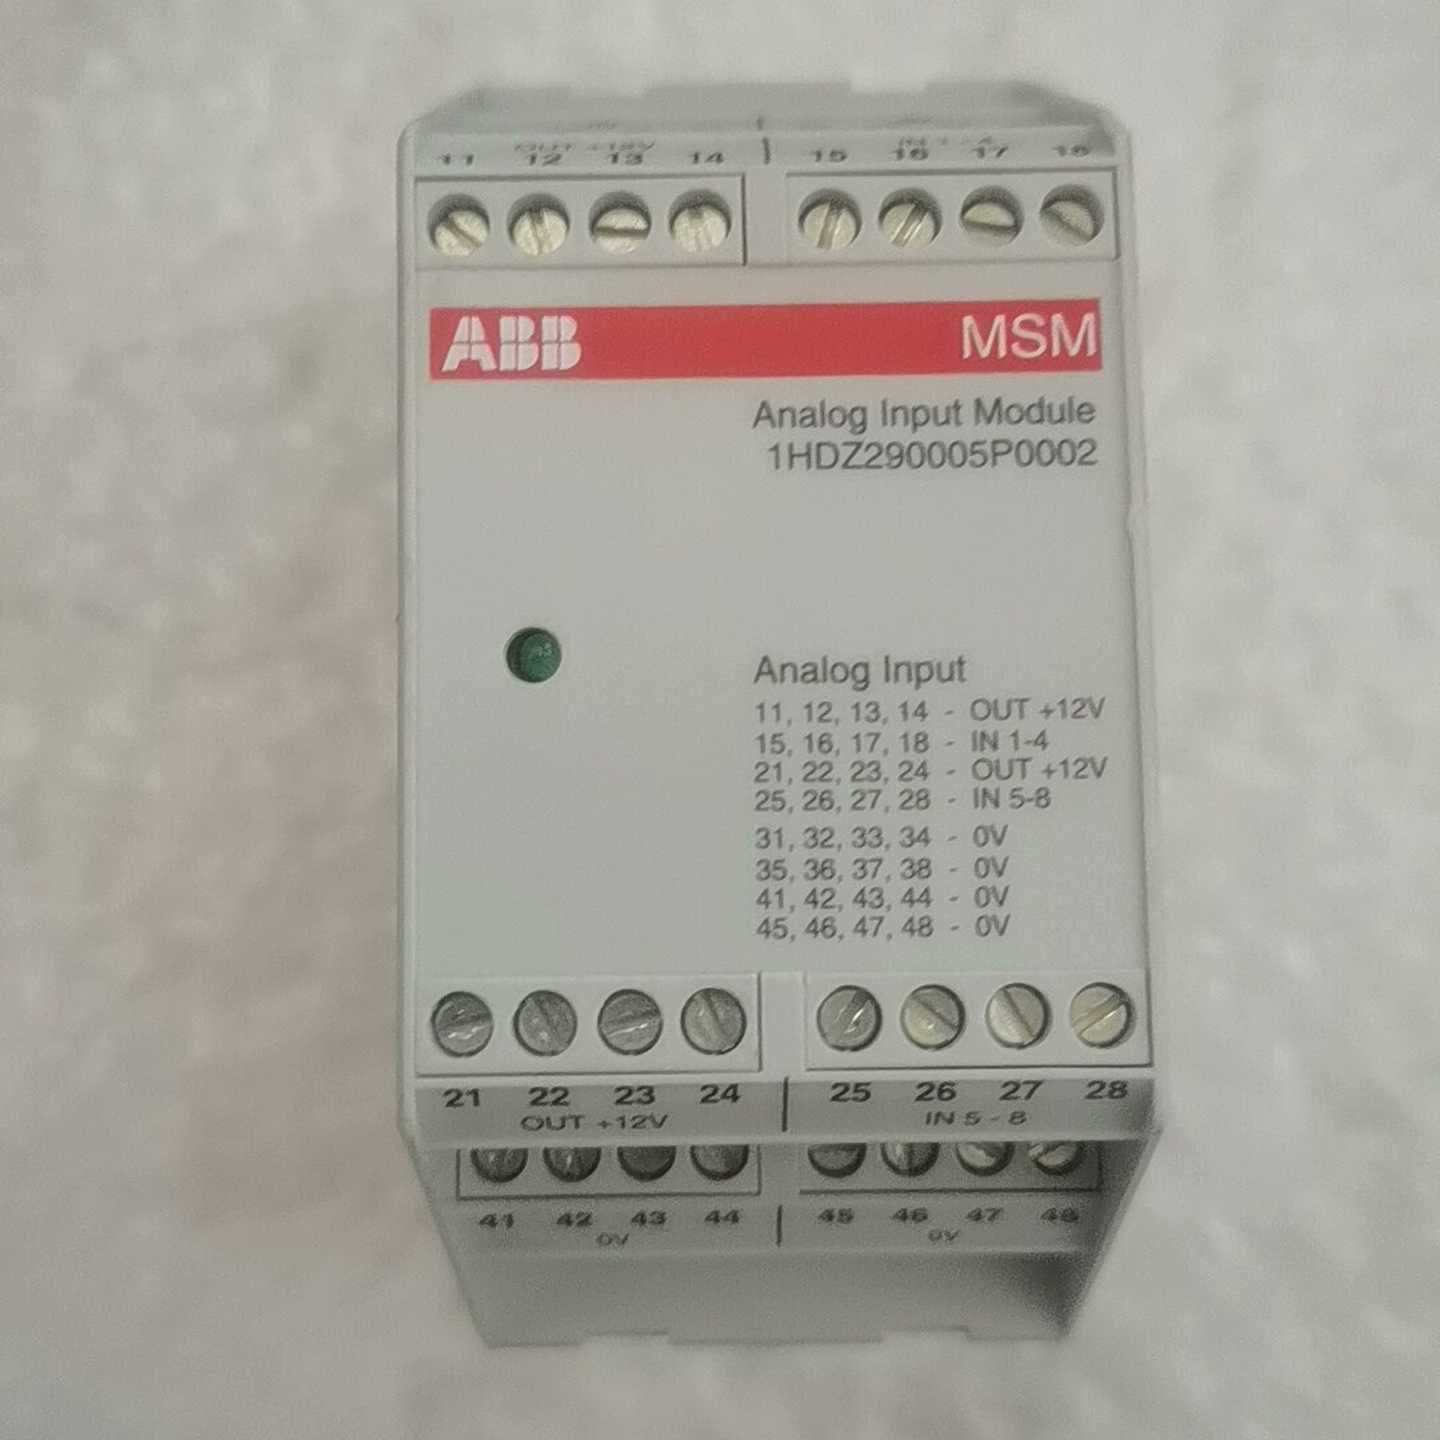 11 12 13 14 | 15 16 17 18
OUT +12V IN 1 - 4
ABB MSM
Analog Input Module
1HDZ290005P0002
Analog Input
11, 12, 13, 14 - OUT +12V
15, 16, 17, 18 - IN 1-4
21, 22, 23, 24 - OUT +12V
25, 26, 27, 28 - IN 5-8
31, 32, 33, 34 - 0V
35, 36, 37, 38 - 0V
41, 42, 43, 44 - 0V
45, 46, 47, 48 - 0V
21 22 23 24 | 25 26 27 28
OUT +12V IN 5 - 8
41 42 43 44 | 45 46 47 48
0V 0V